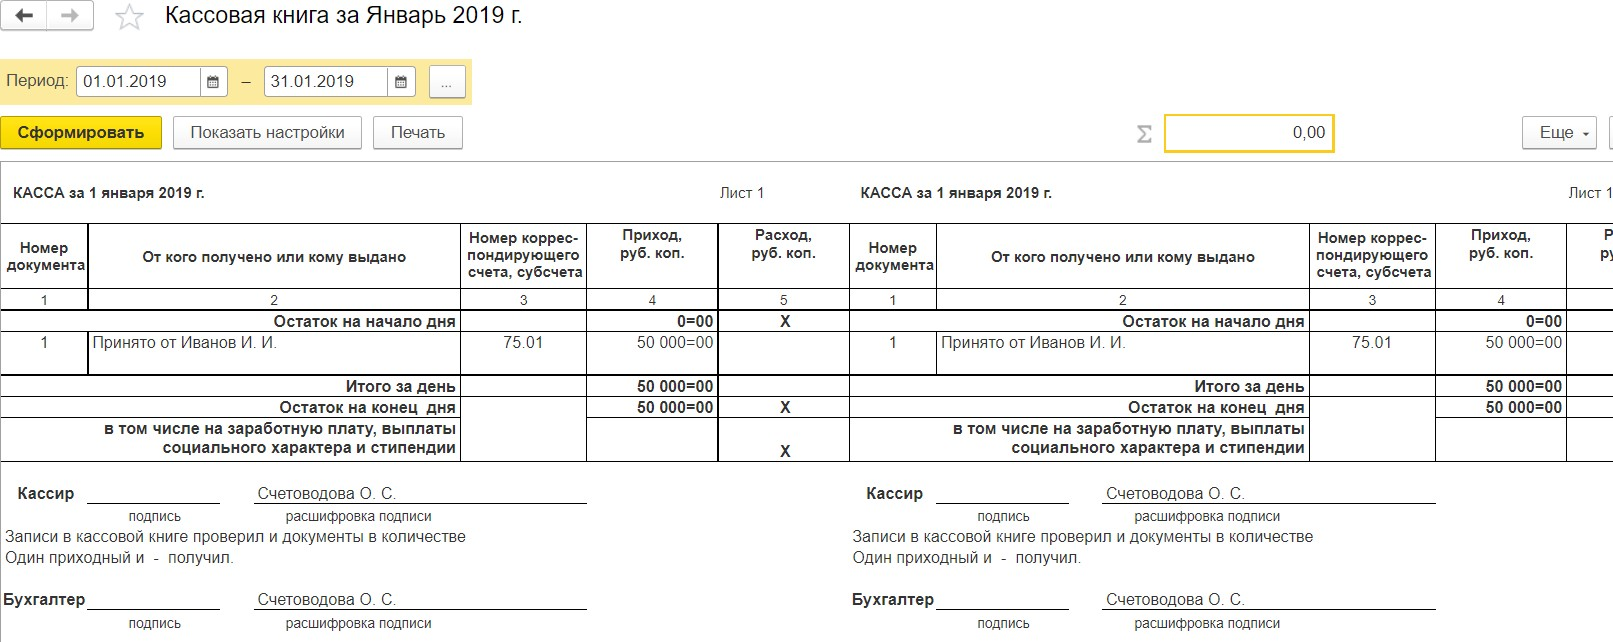 Кассовая книга за Январь 2019 г.
Период: 01.01.2019 – 31.01.2019 ...
Сформировать Показать настройки Печать Σ 0,00 Еще
КАССА за 1 января 2019 г. Лист 1 КАССА за 1 января 2019 г. Лист 1
Номер документа От кого получено или кому выдано Номер коррес-пондирующего счета, субсчета Приход, руб. коп. Расход, руб. коп. Номер документа От кого получено или кому выдано Номер коррес-пондирующего счета, субсчета Приход, руб. коп.
1 2 3 4 5 1 2 3 4
Остаток на начало дня 0=00 X Остаток на начало дня 0=00
1 Принято от Иванов И. И. 75.01 50 000=00 1 Принято от Иванов И. И. 75.01 50 000=00
Итого за день 50 000=00 Итого за день 50 000=00
Остаток на конец дня 50 000=00 X Остаток на конец дня 50 000=00
в том числе на заработную плату, выплаты в том числе на заработную плату, выплаты
социального характера и стипендии X социального характера и стипендии
Кассир Счетоводова О. С. Кассир Счетоводова О. С.
подпись расшифровка подписи подпись расшифровка подписи
Записи в кассовой книге проверил и документы в количестве Записи в кассовой книге проверил и документы в количестве
Один приходный и - получил. Один приходный и - получил.
Бухгалтер Счетоводова О. С. Бухгалтер Счетоводова О. С.
подпись расшифровка подписи подпись расшифровка подписи